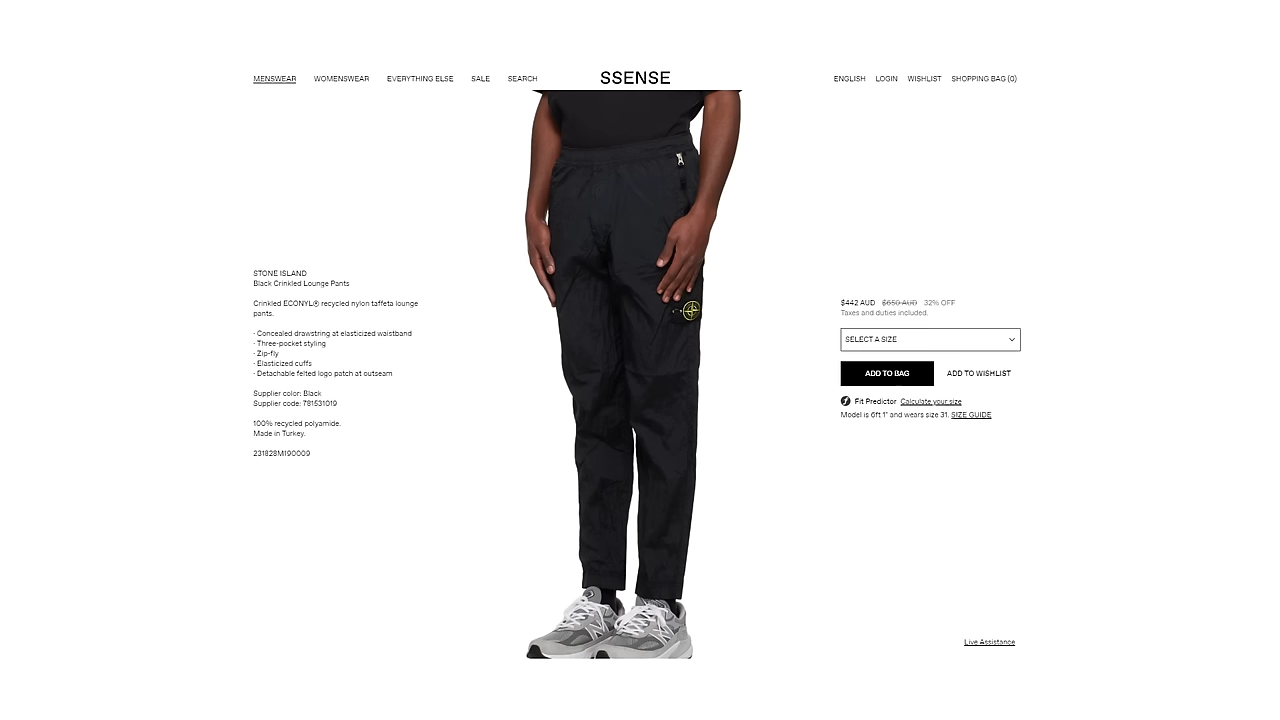 MENSWEAR WOMENSWEAR EVERYTHING ELSE SALE SEARCH SSENSE ENGLISH LOGIN WISHLIST SHOPPING BAG (0)
STONE ISLAND
Black Crinkled Lounge Pants
Crinkled ECONYL® recycled nylon taffeta lounge
pants.
· Concealed drawstring at elasticized waistband
· Three-pocket styling
· Zip-fly
· Elasticized cuffs
· Detachable felted logo patch at outseam
Supplier color: Black
Supplier code: 781531019
100% recycled polyamide.
Made in Turkey.
231828M190009
$442 AUD $650 AUD 32% OFF
Taxes and duties included.
SELECT A SIZE
ADD TO BAG ADD TO WISHLIST
Fit Predictor Calculate your size
Model is 6ft 1" and wears size 31. SIZE GUIDE
N N
Live Assistance